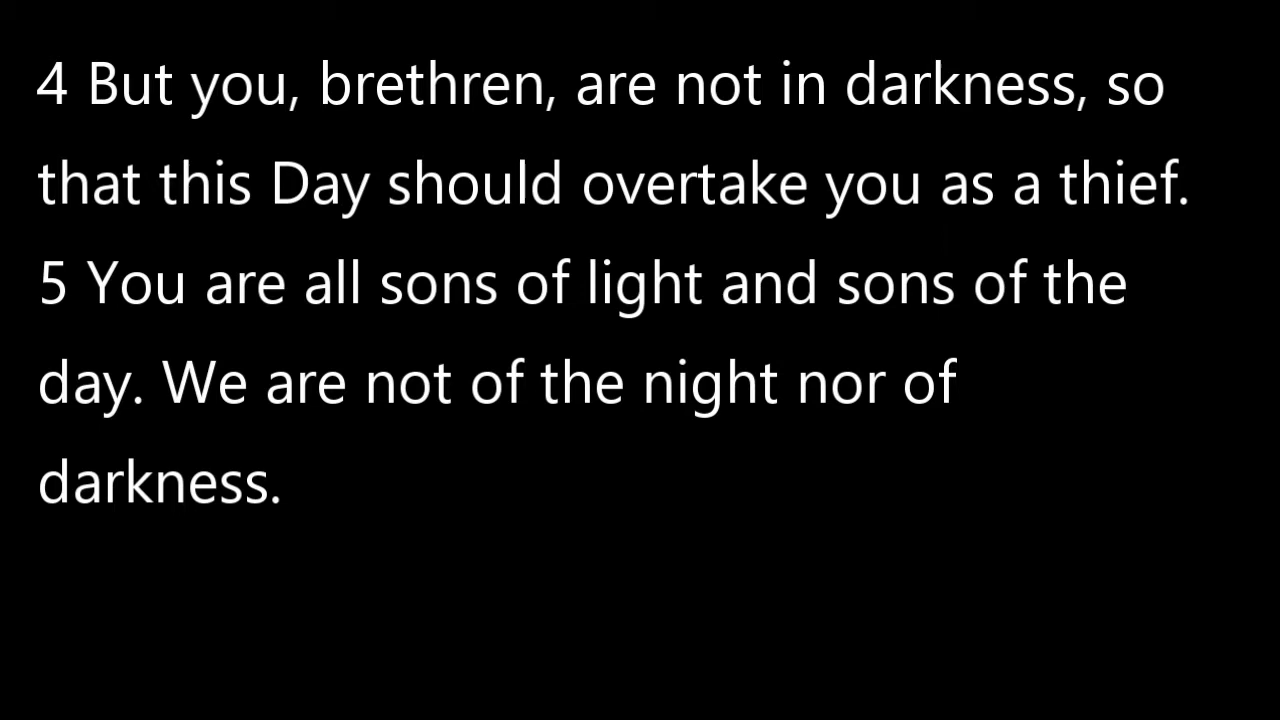 4 But you, brethren, are not in darkness, so
that this Day should overtake you as a thief.
5 You are all sons of light and sons of the
day. We are not of the night nor of
darkness.